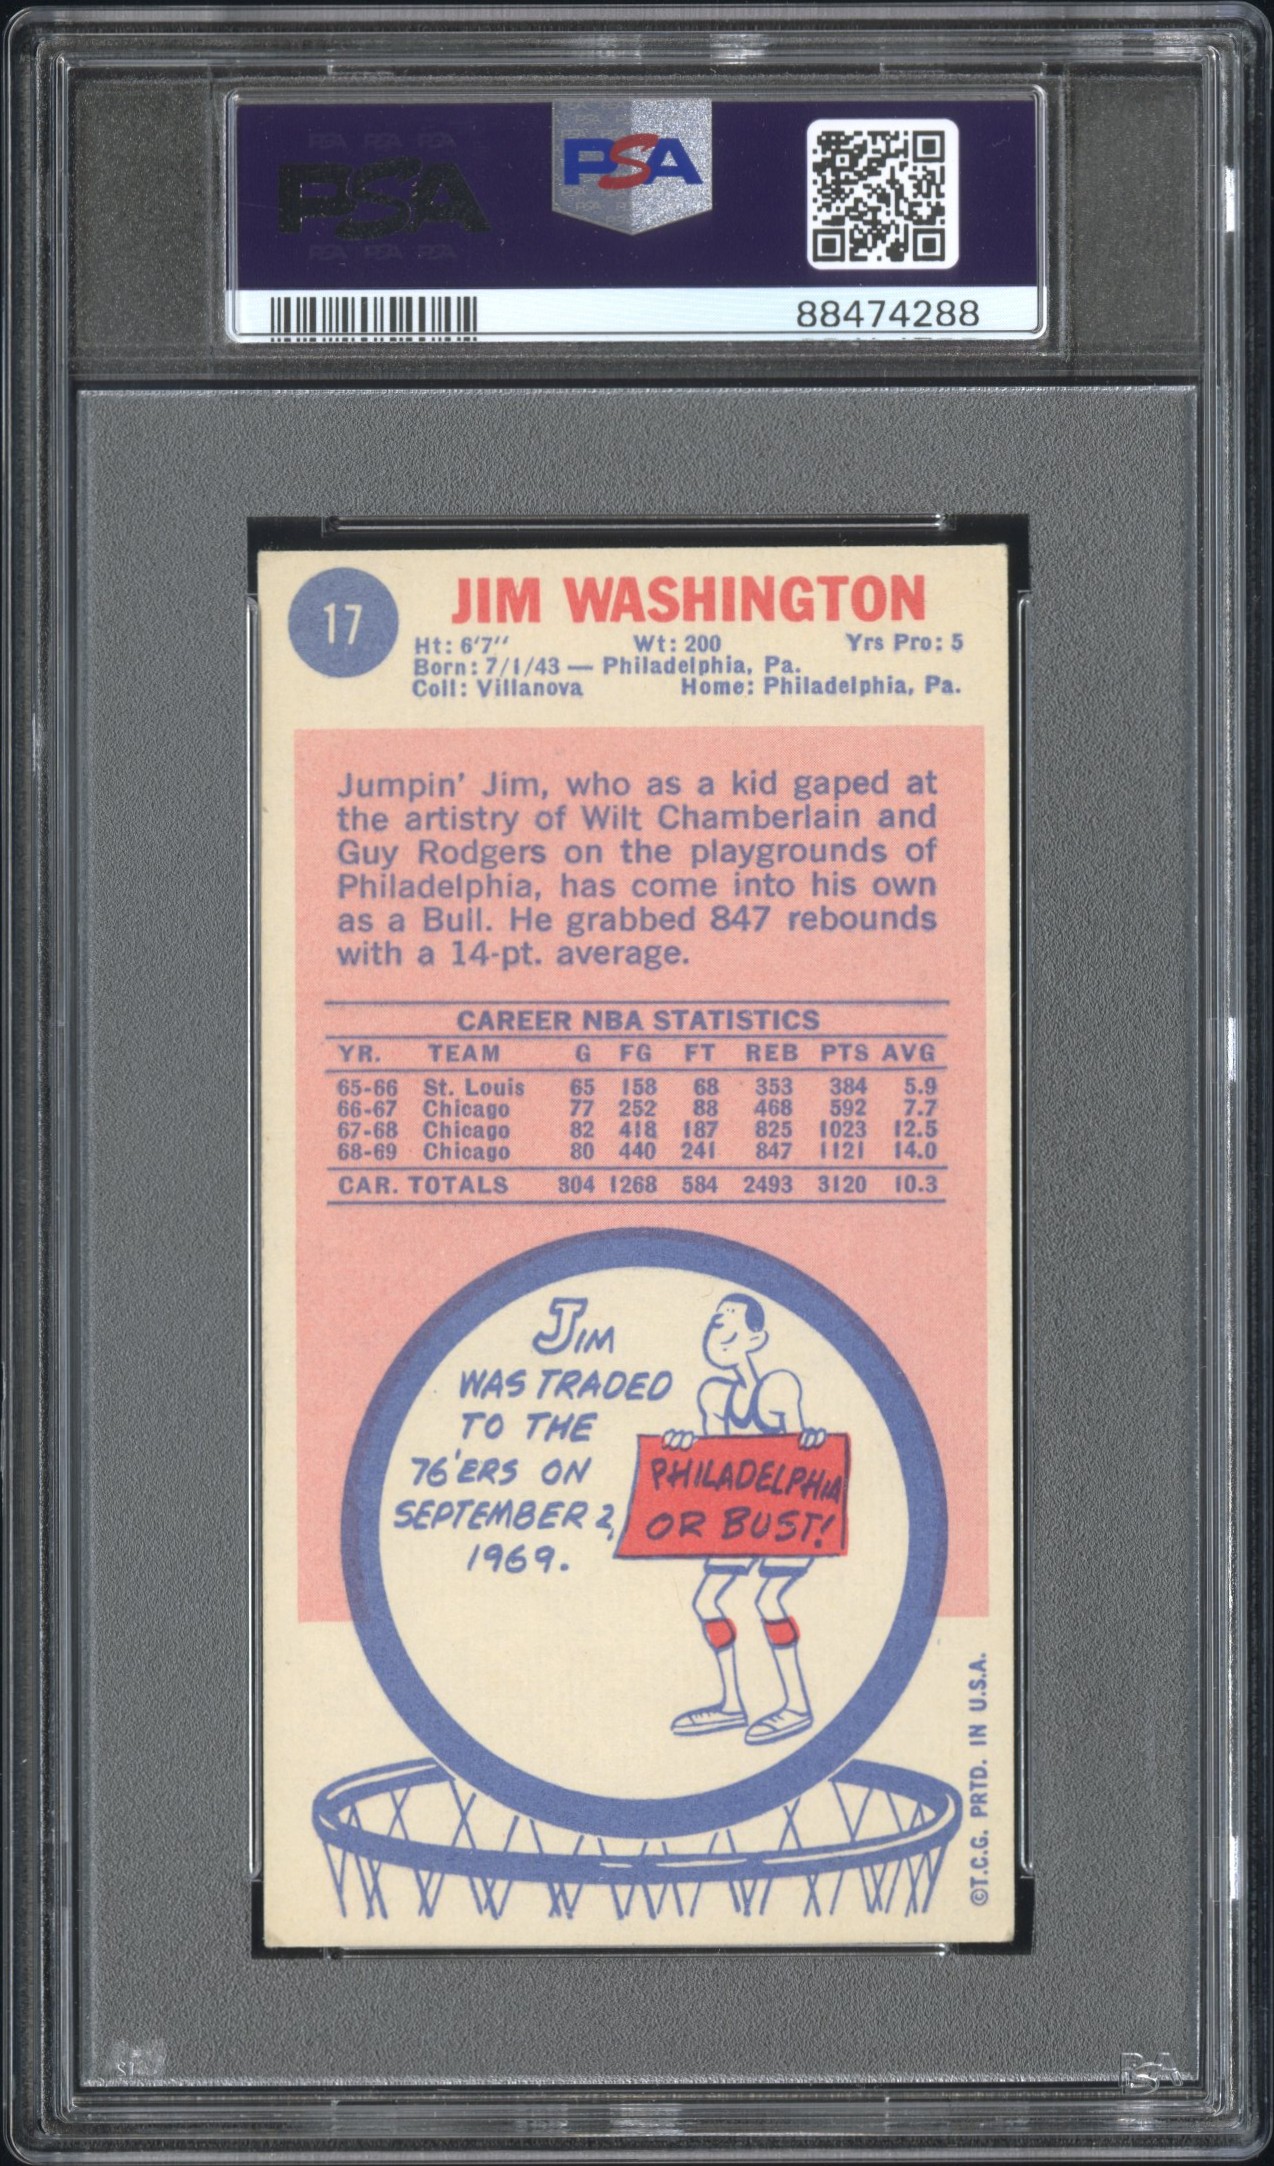 PSA PSA PSA
PSA
PSA PSA PSA
PSA
88474288
17
JIM WASHINGTON
Ht: 6'7" Wt: 200 Yrs Pro: 5
Born: 7/1/43 — Philadelphia, Pa.
Coll: Villanova Home: Philadelphia, Pa.
Jumpin' Jim, who as a kid gaped at
the artistry of Wilt Chamberlain and
Guy Rodgers on the playgrounds of
Philadelphia, has come into his own
as a Bull. He grabbed 847 rebounds
with a 14-pt. average.
CAREER NBA STATISTICS
YR. TEAM G FG FT REB PTS AVG
65-66 St. Louis 65 158 68 353 384 5.9
66-67 Chicago 77 252 88 468 592 7.7
67-68 Chicago 82 418 187 825 1023 12.5
68-69 Chicago 80 440 241 847 1121 14.0
CAR. TOTALS 304 1268 584 2493 3120 10.3
JIM
WAS TRADED
TO THE
76'ERS ON
SEPTEMBER 2,
1969.
PHILADELPHIA
OR BUST!
©T.C.G. PRTD. IN U.S.A.
PSA